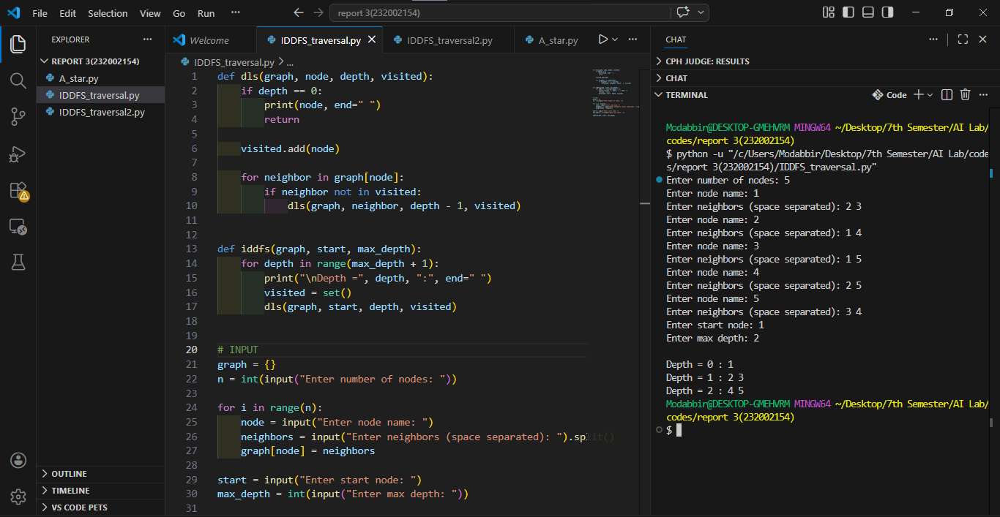 File Edit Selection View Go Run ··· report 3(232002154)
EXPLORER ···
REPORT 3(232002154)
A_star.py
IDDFS_traversal.py
IDDFS_traversal2.py
OUTLINE
TIMELINE
VS CODE PETS
Welcome IDDFS_traversal.py IDDFS_traversal2.py A_star.py ···
IDDFS_traversal.py > ...
1 def dls(graph, node, depth, visited):
2     if depth == 0:
3         print(node, end=" ")
4         return
5
6     visited.add(node)
7
8     for neighbor in graph[node]:
9         if neighbor not in visited:
10             dls(graph, neighbor, depth - 1, visited)
11
12
13 def iddfs(graph, start, max_depth):
14     for depth in range(max_depth + 1):
15         print("\nDepth =", depth, ":", end=" ")
16         visited = set()
17         dls(graph, start, depth, visited)
18
19
20 # INPUT
21 graph = {}
22 n = int(input("Enter number of nodes: "))
23
24 for i in range(n):
25     node = input("Enter node name: ")
26     neighbors = input("Enter neighbors (space separated): ").split()
27     graph[node] = neighbors
28
29 start = input("Enter start node: ")
30 max_depth = int(input("Enter max depth: "))
31
CHAT ···
CPH JUDGE: RESULTS
CHAT
TERMINAL Code ···
Modabbir@DESKTOP-GMEHVRM MINGW64 ~/Desktop/7th Semester/AI Lab/
codes/report 3(232002154)
$ python -u "/c/Users/Modabbir/Desktop/7th Semester/AI Lab/code
s/report 3(232002154)/IDDFS_traversal.py"
Enter number of nodes: 5
Enter node name: 1
Enter neighbors (space separated): 2 3
Enter node name: 2
Enter neighbors (space separated): 1 4
Enter node name: 3
Enter neighbors (space separated): 1 5
Enter node name: 4
Enter neighbors (space separated): 2 5
Enter node name: 5
Enter neighbors (space separated): 3 4
Enter start node: 1
Enter max depth: 2

Depth = 0 : 1
Depth = 1 : 2 3
Depth = 2 : 4 5
Modabbir@DESKTOP-GMEHVRM MINGW64 ~/Desktop/7th Semester/AI Lab/
codes/report 3(232002154)
$